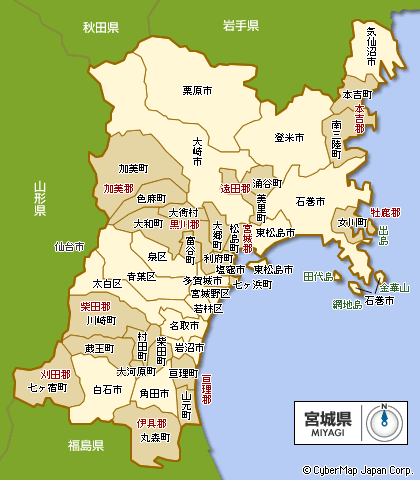 秋田県
岩手県
気仙沼市
栗原市
本吉町
本吉郡
南三陸町
登米市
大崎市
加美町
加美郡
色麻町
遠田郡
涌谷町
美里町
石巻市
山形県
大衡村
大和町
黒川郡
富谷町
大郷町
松島町
宮城郡
女川町
牡鹿郡
出島
東松島市
仙台市
泉区
利府町
塩竈市
東松島市
青葉区
多賀城市
七ヶ浜町
田代島
金華山
太白区
宮城野区
網地島
石巻市
若林区
柴田郡
川崎町
名取市
村田町
柴田町
蔵王町
岩沼市
大河原町
亘理町
亘理郡
刈田郡
七ヶ宿町
白石市
角田市
山元町
伊具郡
丸森町
福島県
宮城県
MIYAGI
N
© CyberMap Japan Corp.